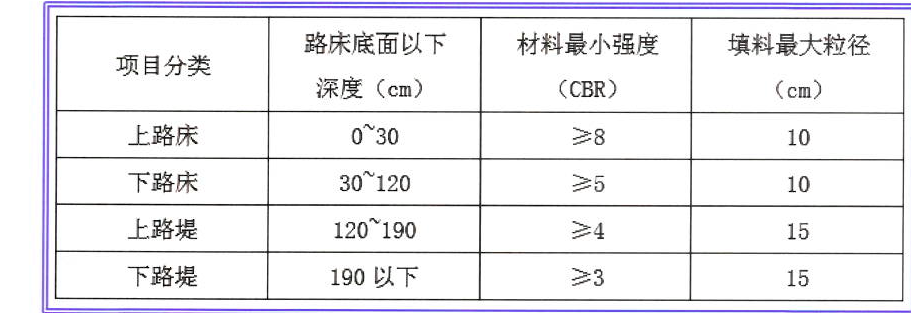 项目分类
路床底面以下
深度（cm）
材料最小强度
（CBR）
填料最大粒径
（cm）
上路床 0~30 ≥8 10
下路床 30~120 ≥5 10
上路堤 120~190 ≥4 15
下路堤 190 以下 ≥3 15